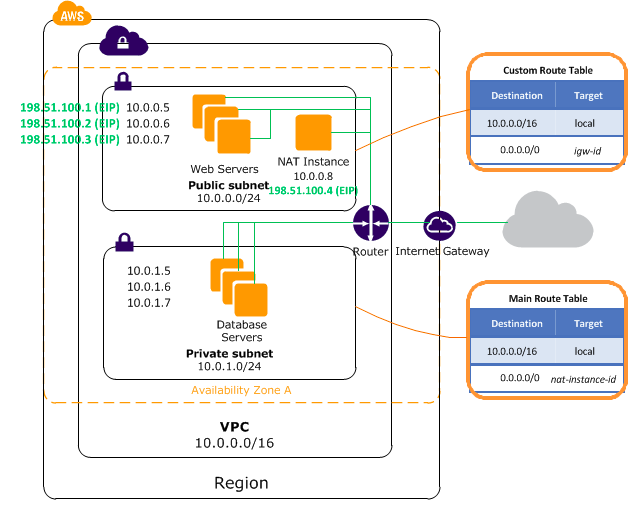 AWS
198.51.100.1 (EIP) 10.0.0.5
198.51.100.2 (EIP) 10.0.0.6
198.51.100.3 (EIP) 10.0.0.7
Web Servers
Public subnet
10.0.0.0/24
NAT Instance
10.0.0.8
198.51.100.4 (EIP)
Custom Route Table
Destination Target
10.0.0.0/16 local
0.0.0.0/0 igw-id
Router
Internet Gateway
10.0.1.5
10.0.1.6
10.0.1.7
Database
Servers
Private subnet
10.0.1.0/24
Main Route Table
Destination Target
10.0.0.0/16 local
0.0.0.0/0 nat-instance-id
Availability Zone A
VPC
10.0.0.0/16
Region